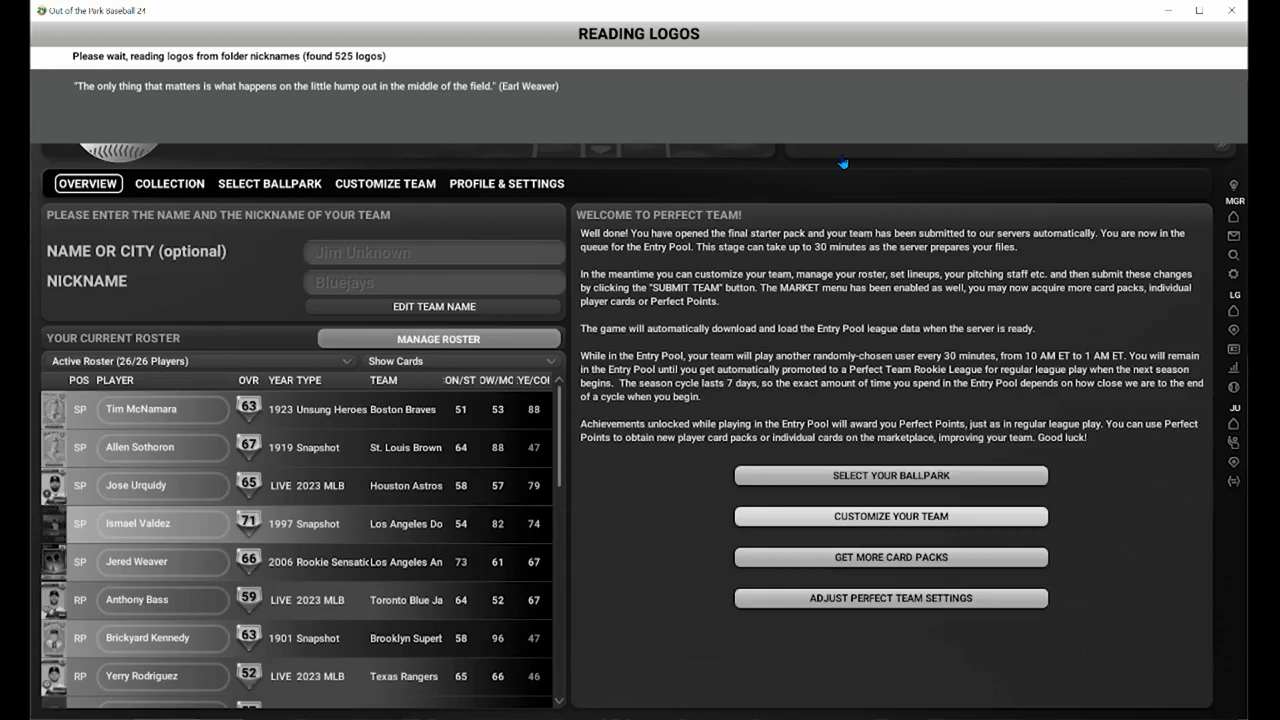 Out of the Park Baseball 24
READING LOGOS
Please wait, reading logos from folder nicknames (found 525 logos)
"The only thing that matters is what happens on the little hump out in the middle of the field." (Earl Weaver)
OVERVIEW COLLECTION SELECT BALLPARK CUSTOMIZE TEAM PROFILE & SETTINGS
PLEASE ENTER THE NAME AND THE NICKNAME OF YOUR TEAM
NAME OR CITY (optional) Jim Unknown
NICKNAME Bluejays
EDIT TEAM NAME
YOUR CURRENT ROSTER MANAGE ROSTER
Active Roster (26/26 Players) Show Cards
POS PLAYER OVR YEAR TYPE TEAM :ON/ST OW/MO YE/COI
SP Tim McNamara 63 1923 Unsung Heroes Boston Braves 51 53 88
SP Allen Sothoron 67 1919 Snapshot St. Louis Brown 64 88 47
SP Jose Urquidy 65 LIVE 2023 MLB Houston Astros 58 57 79
SP Ismael Valdez 71 1997 Snapshot Los Angeles Do 54 82 74
SP Jered Weaver 66 2006 Rookie Sensatic Los Angeles An 73 61 67
RP Anthony Bass 59 LIVE 2023 MLB Toronto Blue Ja 64 52 67
RP Brickyard Kennedy 63 1901 Snapshot Brooklyn Superb 58 96 47
RP Yerry Rodriguez 52 LIVE 2023 MLB Texas Rangers 65 66 46
WELCOME TO PERFECT TEAM!
Well done! You have opened the final starter pack and your team has been submitted to our servers automatically. You are now in the
queue for the Entry Pool. This stage can take up to 30 minutes as the server prepares your files.
In the meantime you can customize your team, manage your roster, set lineups, your pitching staff etc. and then submit these changes
by clicking the "SUBMIT TEAM" button. The MARKET menu has been enabled as well, you may now acquire more card packs, individual
player cards or Perfect Points.
The game will automatically download and load the Entry Pool league data when the server is ready.
While in the Entry Pool, your team will play another randomly-chosen user every 30 minutes, from 10 AM ET to 1 AM ET. You will remain
in the Entry Pool until you get automatically promoted to a Perfect Team Rookie League for regular league play when the next season
begins. The season cycle lasts 7 days, so the exact amount of time you spend in the Entry Pool depends on how close we are to the end
of a cycle when you begin.
Achievements unlocked while playing in the Entry Pool will award you Perfect Points, just as in regular league play. You can use Perfect
Points to obtain new player card packs or individual cards on the marketplace, improving your team. Good luck!
SELECT YOUR BALLPARK
CUSTOMIZE YOUR TEAM
GET MORE CARD PACKS
ADJUST PERFECT TEAM SETTINGS
MGR
LG
JU